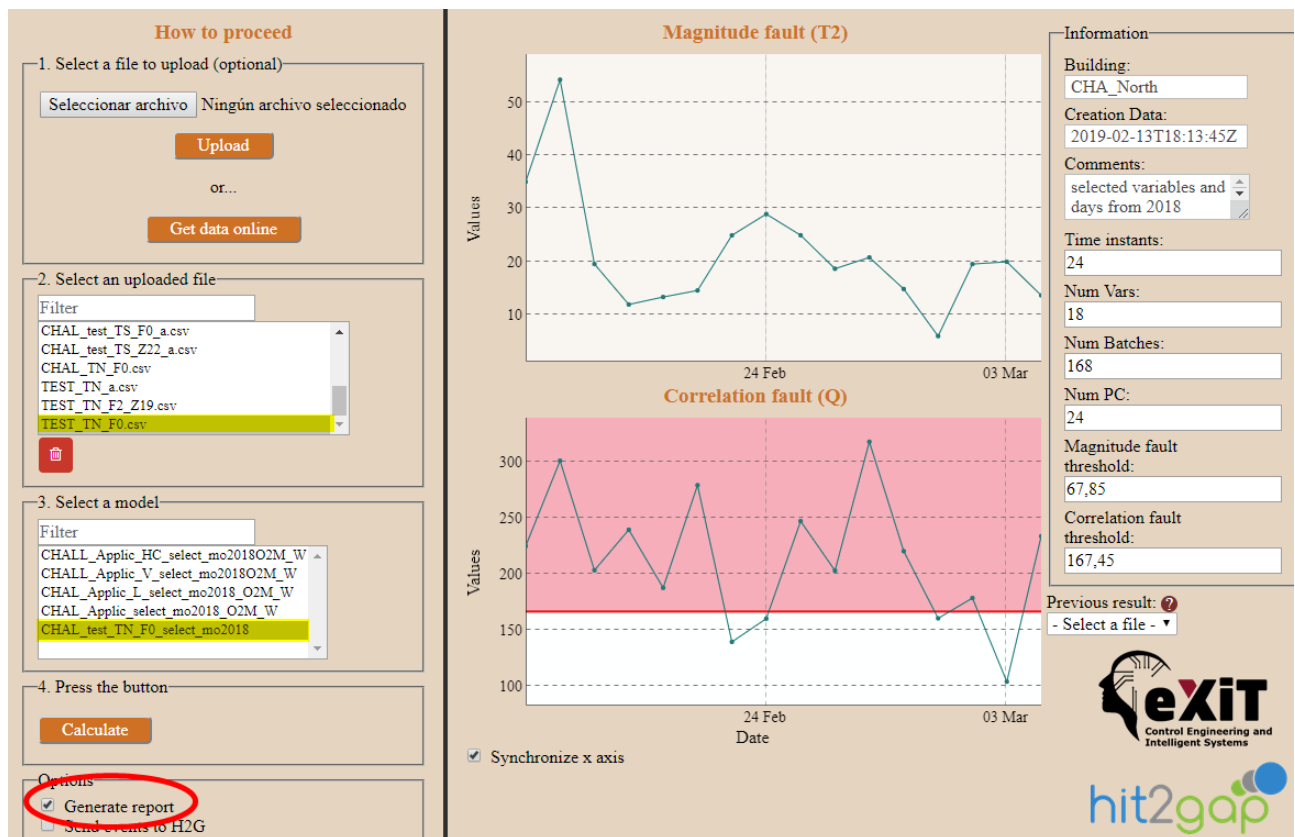 How to proceed
1. Select a file to upload (optional)
Seleccionar archivo Ningún archivo seleccionado
Upload
or...
Get data online
2. Select an uploaded file
Filter
CHAL_test_TS_F0_a.csv
CHAL_test_TS_Z22_a.csv
CHAL_TN_F0.csv
TEST_TN_a.csv
TEST_TN_F2_Z19.csv
TEST_TN_F0.csv
3. Select a model
Filter
CHALL_Applic_HC_select_mo2018O2M_W
CHALL_Applic_V_select_mo2018O2M_W
CHAL_Applic_L_select_mo2018_O2M_W
CHAL_Applic_select_mo2018_O2M_W
CHAL_test_TN_F0_select_mo2018
4. Press the button
Calculate
Options
Generate report
Send events to H2G
Magnitude fault (T2)
Values
50
40
30
20
10
24 Feb
03 Mar
Correlation fault (Q)
Values
300
250
200
150
100
24 Feb
03 Mar
Date
Synchronize x axis
Information
Building:
CHA_North
Creation Data:
2019-02-13T18:13:45Z
Comments:
selected variables and
days from 2018
Time instants:
24
Num Vars:
18
Num Batches:
168
Num PC:
24
Magnitude fault
threshold:
67,85
Correlation fault
threshold:
167,45
Previous result: ?
- Select a file -
eXiT
Control Engineering and
Intelligent Systems
hit2gap